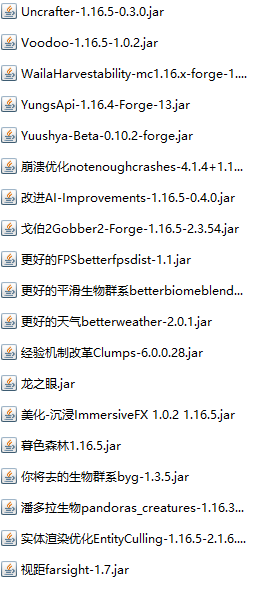 Uncrafter-1.16.5-0.3.0.jar
Voodoo-1.16.5-1.0.2.jar
WailaHarvestability-mc1.16.x-forge-1....
YungsApi-1.16.4-Forge-13.jar
Yuushya-Beta-0.10.2-forge.jar
崩溃优化notenoughcrashes-4.1.4+1.1...
改进AI-Improvements-1.16.5-0.4.0.jar
戈伯2Gobber2-Forge-1.16.5-2.3.54.jar
更好的FPSbetterfpsdist-1.1.jar
更好的平滑生物群系betterbiomeblend...
更好的天气betterweather-2.0.1.jar
经验机制改革Clumps-6.0.0.28.jar
龙之眼.jar
美化-沉浸ImmersiveFX 1.0.2 1.16.5.jar
暮色森林1.16.5.jar
你将去的生物群系byg-1.3.5.jar
潘多拉生物pandoras_creatures-1.16.3...
实体渲染优化EntityCulling-1.16.5-2.1.6....
视距farsight-1.7.jar